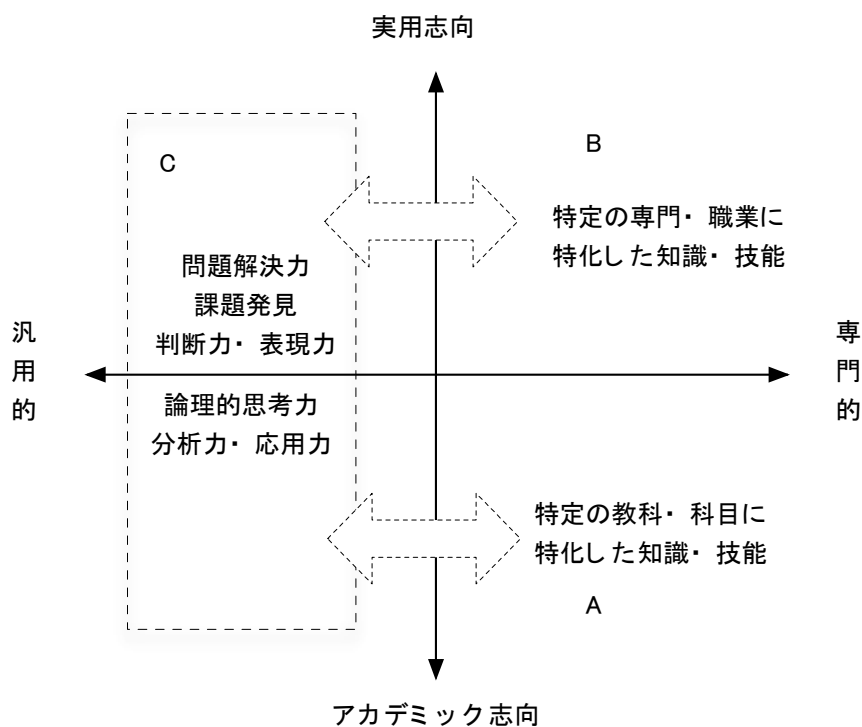 実用志向
B
C
特定の専門・職業に
特化した知識・技能
問題解決力
課題発見
判断力・表現力
汎用的
専門的
論理的思考力
分析力・応用力
特定の教科・科目に
特化した知識・技能
A
アカデミック志向